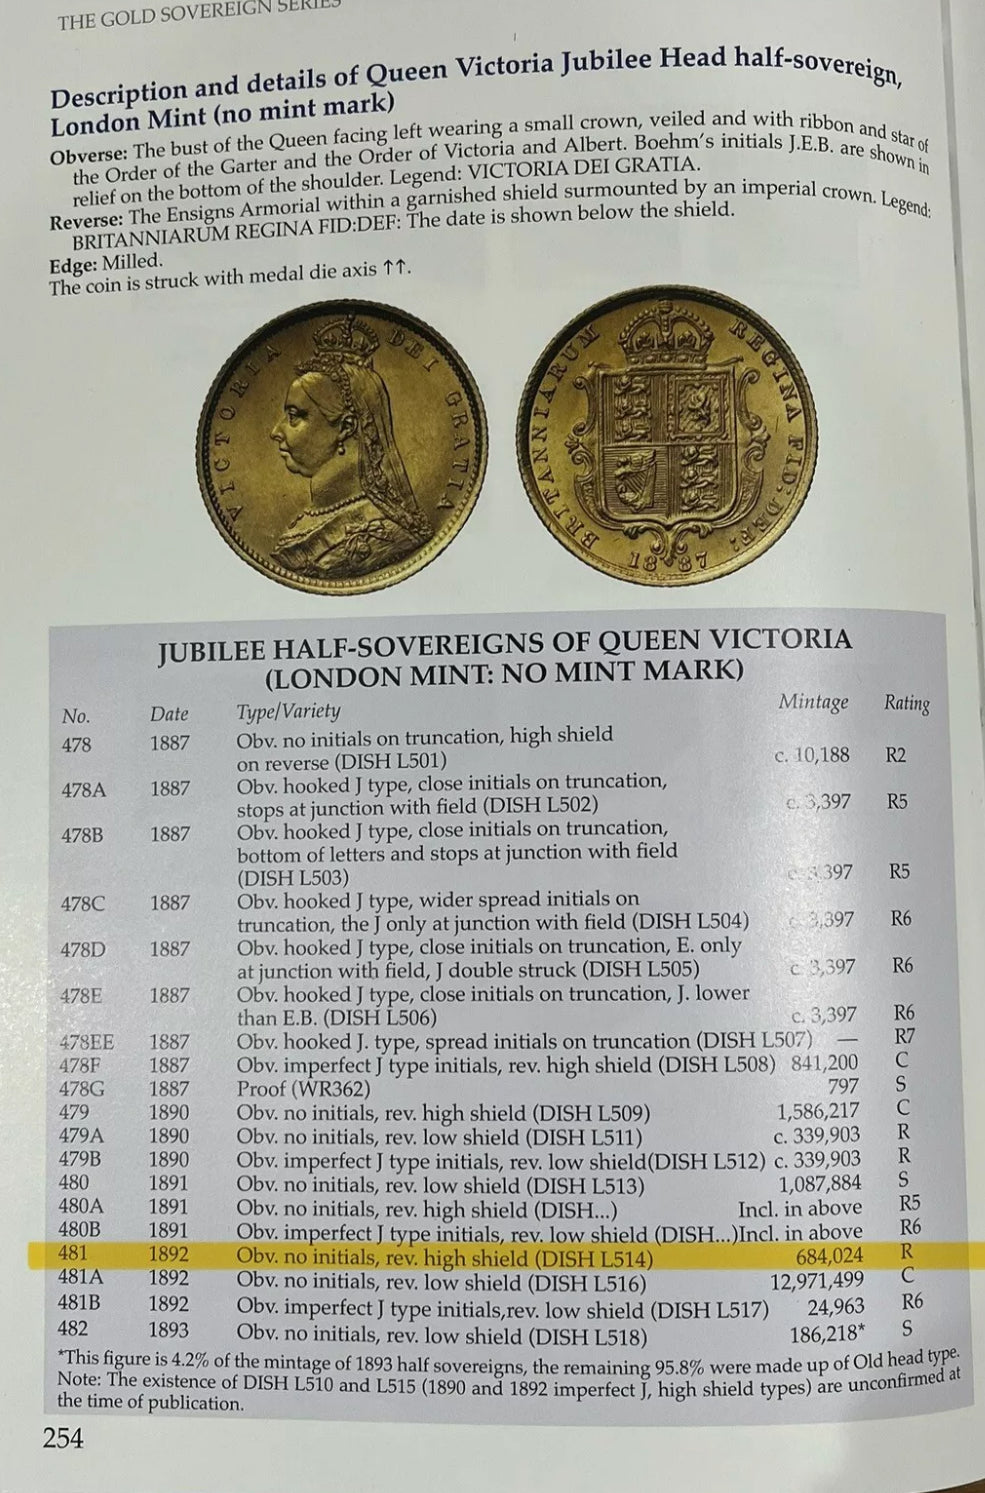 THE GOLD SOVEREIGN SERIES
Description and details of Queen Victoria Jubilee Head half-sovereign,
London Mint (no mint mark)
Obverse: The bust of the Queen facing left wearing a small crown, veiled and with ribbon and star of
the Order of the Garter and the Order of Victoria and Albert. Boehm's initials J.E.B. are shown in
relief on the bottom of the shoulder. Legend: VICTORIA DEI GRATIA.
Reverse: The Ensigns Armorial within a garnished shield surmounted by an imperial crown. Legend:
BRITANNIARUM REGINA FID:DEF: The date is shown below the shield.
Edge: Milled.
The coin is struck with medal die axis ↑↑.
VICTORIA DEI GRATIA
BRITANNIARUM REGINA FID:DEF:
1887
JUBILEE HALF-SOVEREIGNS OF QUEEN VICTORIA
(LONDON MINT: NO MINT MARK)
No. Date Type/Variety Mintage Rating
478 1887 Obv. no initials on truncation, high shield
on reverse (DISH L501) c. 10,188 R2
478A 1887 Obv. hooked J type, close initials on truncation,
stops at junction with field (DISH L502) c. 3,397 R5
478B 1887 Obv. hooked J type, close initials on truncation,
bottom of letters and stops at junction with field
(DISH L503) c. 3,397 R5
478C 1887 Obv. hooked J type, wider spread initials on
truncation, the J only at junction with field (DISH L504) c. 3,397 R6
478D 1887 Obv. hooked J type, close initials on truncation, E. only
at junction with field, J double struck (DISH L505) c. 3,397 R6
478E 1887 Obv. hooked J type, close initials on truncation, J. lower
than E.B. (DISH L506) c. 3,397 R6
478EE 1887 Obv. hooked J. type, spread initials on truncation (DISH L507) — R7
478F 1887 Obv. imperfect J type initials, rev. high shield (DISH L508) 841,200 C
478G 1887 Proof (WR362) 797 S
479 1890 Obv. no initials, rev. high shield (DISH L509) 1,586,217 C
479A 1890 Obv. no initials, rev. low shield (DISH L511) c. 339,903 R
479B 1890 Obv. imperfect J type initials, rev. low shield(DISH L512) c. 339,903 R
480 1891 Obv. no initials, rev. low shield (DISH L513) 1,087,884 S
480A 1891 Obv. no initials, rev. high shield (DISH...) Incl. in above R5
480B 1891 Obv. imperfect J type initials, rev. low shield (DISH...)Incl. in above R6
481 1892 Obv. no initials, rev. high shield (DISH L514) 684,024 R
481A 1892 Obv. no initials, rev. low shield (DISH L516) 12,971,499 C
481B 1892 Obv. imperfect J type initials,rev. low shield (DISH L517) 24,963 R6
482 1893 Obv. no initials, rev. low shield (DISH L518) 186,218* S
*This figure is 4.2% of the mintage of 1893 half sovereigns, the remaining 95.8% were made up of Old head type.
Note: The existence of DISH L510 and L515 (1890 and 1892 imperfect J, high shield types) are unconfirmed at
the time of publication.
254